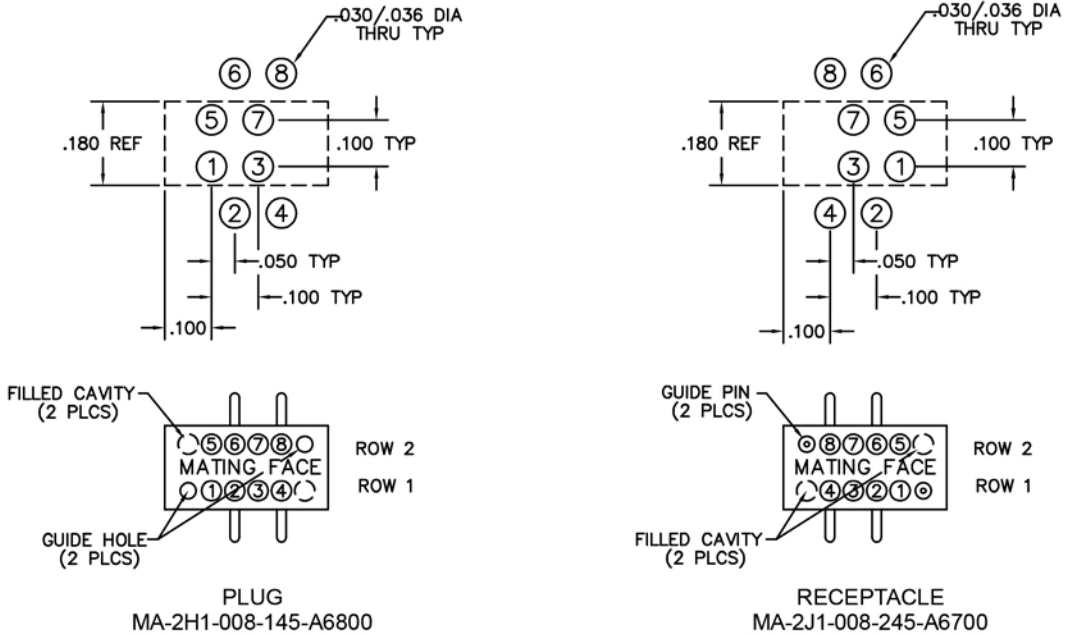 .030/.036 DIA
THRU TYP
6 8
5 7
.180 REF
.100 TYP
1 3
2 4
.050 TYP
.100 TYP
.100
FILLED CAVITY
(2 PLCS)
5 6 7 8
ROW 2
MATING FACE
1 2 3 4
ROW 1
GUIDE HOLE
(2 PLCS)
PLUG
MA-2H1-008-145-A6800
.030/.036 DIA
THRU TYP
8 6
7 5
.180 REF
.100 TYP
3 1
4 2
.050 TYP
.100 TYP
.100
GUIDE PIN
(2 PLCS)
8 7 6 5
ROW 2
MATING FACE
4 3 2 1
ROW 1
FILLED CAVITY
(2 PLCS)
RECEPTACLE
MA-2J1-008-245-A6700